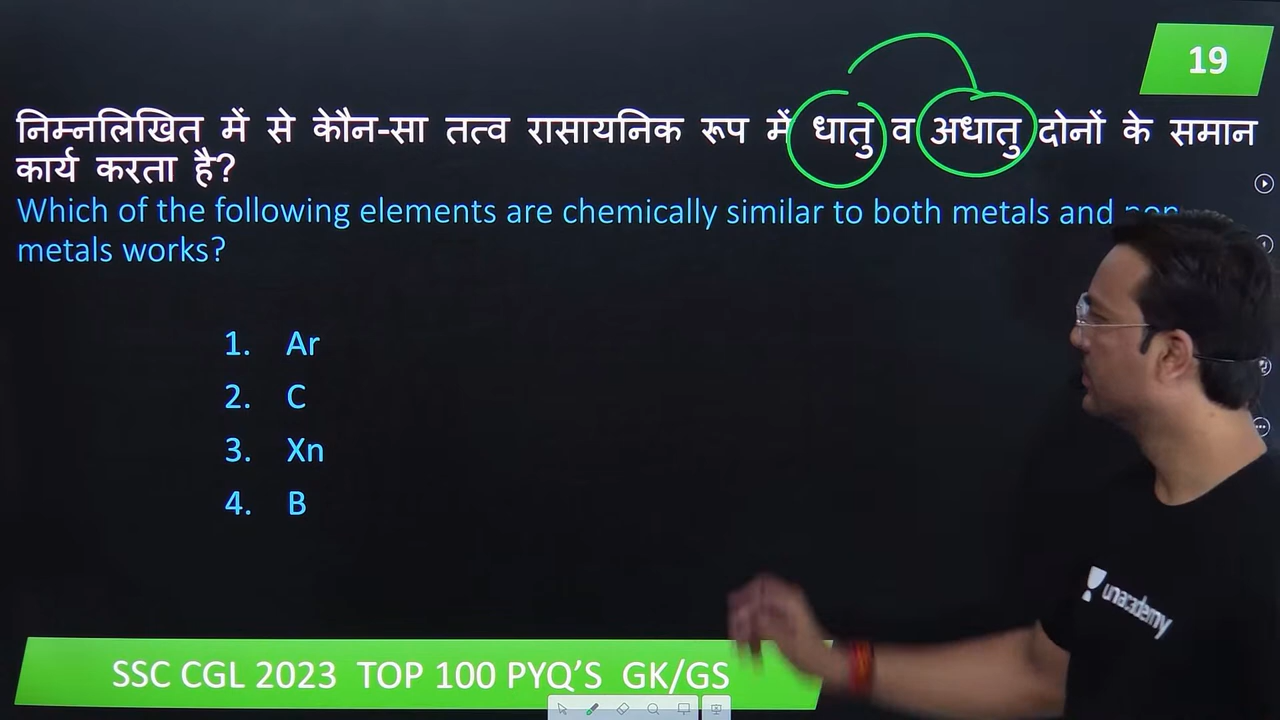 19
निम्नलिखित में से केौन-सा तत्व रासायनिक रूप में धातु व अधातु दोनों के समान
कार्य करता है?
Which of the following elements are chemically similar to both metals and
metals works?
1. Ar
2. C
3. Xn
4. B
unacademy
SSC CGL 2023 TOP 100 PYQ'S GK/GS